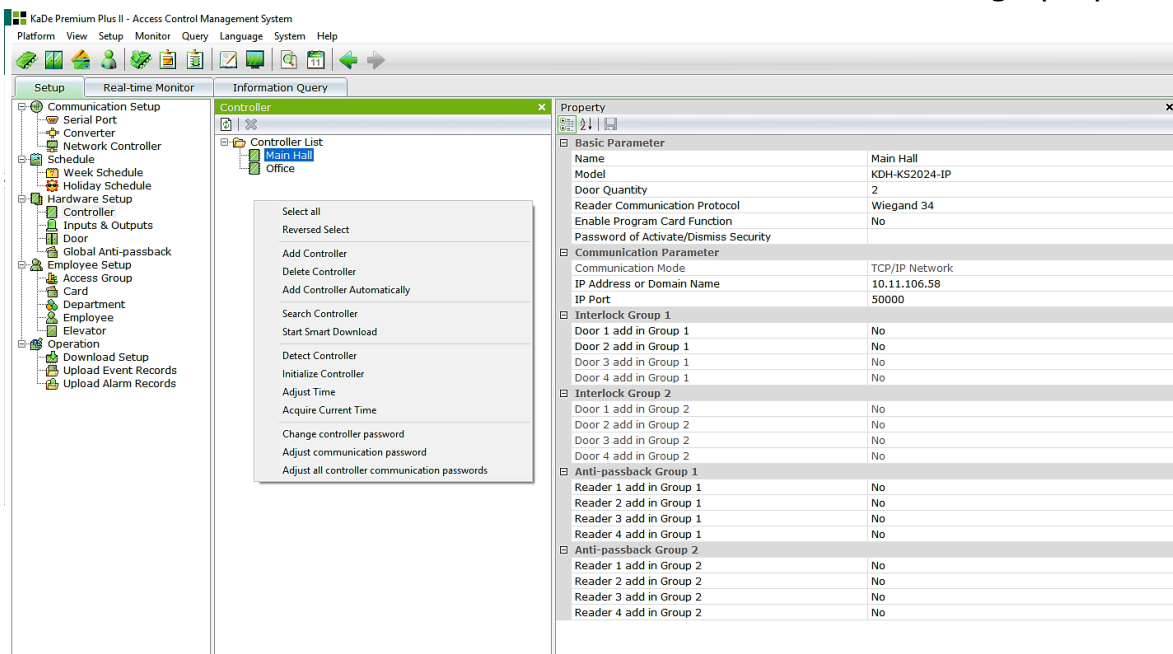 KaDe Premium Plus II - Access Control Management System
Platform View Setup Monitor Query Language System Help
11
Setup Real-time Monitor Information Query
Communication Setup
Serial Port
Converter
Network Controller
Schedule
Week Schedule
Holiday Schedule
Hardware Setup
Controller
Inputs & Outputs
Door
Global Anti-passback
Employee Setup
Access Group
Card
Department
Employee
Elevator
Operation
Download Setup
Upload Event Records
Upload Alarm Records
Controller
Controller List
Main Hall
Office
Select all
Reversed Select
Add Controller
Delete Controller
Add Controller Automatically
Search Controller
Start Smart Download
Detect Controller
Initialize Controller
Adjust Time
Acquire Current Time
Change controller password
Adjust communication password
Adjust all controller communication passwords
Property
Basic Parameter
Name Main Hall
Model KDH-KS2024-IP
Door Quantity 2
Reader Communication Protocol Wiegand 34
Enable Program Card Function No
Password of Activate/Dismiss Security
Communication Parameter
Communication Mode TCP/IP Network
IP Address or Domain Name 10.11.106.58
IP Port 50000
Interlock Group 1
Door 1 add in Group 1 No
Door 2 add in Group 1 No
Door 3 add in Group 1 No
Door 4 add in Group 1 No
Interlock Group 2
Door 1 add in Group 2 No
Door 2 add in Group 2 No
Door 3 add in Group 2 No
Door 4 add in Group 2 No
Anti-passback Group 1
Reader 1 add in Group 1 No
Reader 2 add in Group 1 No
Reader 3 add in Group 1 No
Reader 4 add in Group 1 No
Anti-passback Group 2
Reader 1 add in Group 2 No
Reader 2 add in Group 2 No
Reader 3 add in Group 2 No
Reader 4 add in Group 2 No